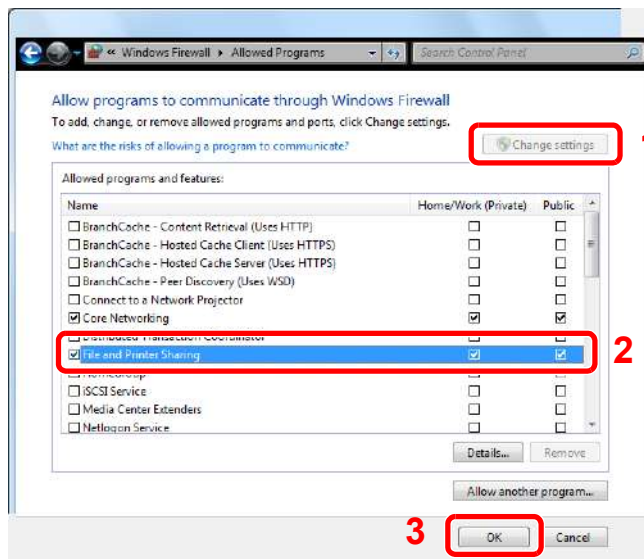 « Windows Firewall ▸ Allowed Programs Search Control Panel
Allow programs to communicate through Windows Firewall
To add, change, or remove allowed programs and ports, click Change settings.
What are the risks of allowing a program to communicate? Change settings
Allowed programs and features:
Name Home/Work (Private) Public
BranchCache - Content Retrieval (Uses HTTP)
BranchCache - Hosted Cache Client (Uses HTTPS)
BranchCache - Hosted Cache Server (Uses HTTPS)
BranchCache - Peer Discovery (Uses WSD)
Connect to a Network Projector
Core Networking
Distributed Transaction Coordinator
File and Printer Sharing 2
HomeGroup
iSCSI Service
Media Center Extenders
Netlogon Service
Details... Remove
Allow another program...
3 OK Cancel